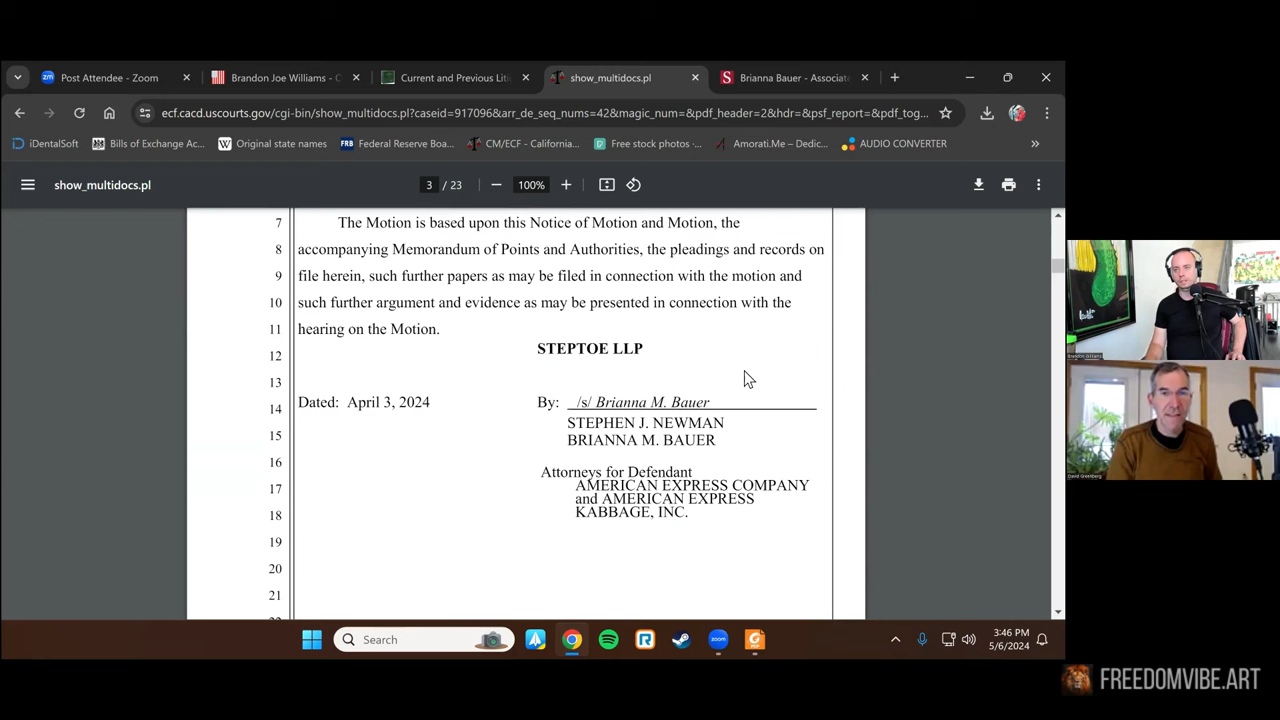 Post Attendee - Zoom
Brandon Joe Williams - C
Current and Previous Liti
show_multidocs.pl
Brianna Bauer - Associate
ecf.cacd.uscourts.gov/cgi-bin/show_multidocs.pl?caseid=917096&arr_de_seq_nums=42&magic_num=&pdf_header=2&hdr=&psf_report=&pdf_tog...
iDentalSoft
Bills of Exchange Ac...
Original state names
FRB Federal Reserve Boa...
CM/ECF - California...
Free stock photos ·...
Amorati.Me – Dedic...
AUDIO CONVERTER
show_multidocs.pl
3 / 23
100%
7 The Motion is based upon this Notice of Motion and Motion, the
8 accompanying Memorandum of Points and Authorities, the pleadings and records on
9 file herein, such further papers as may be filed in connection with the motion and
10 such further argument and evidence as may be presented in connection with the
11 hearing on the Motion.
12 STEPTOE LLP
13
14 Dated: April 3, 2024 By: /s/ Brianna M. Bauer
STEPHEN J. NEWMAN
15 BRIANNA M. BAUER
16 Attorneys for Defendant
17 AMERICAN EXPRESS COMPANY
and AMERICAN EXPRESS
18 KABBAGE, INC.
19
20
21
Brandon Williams
David Greenberg
Search
zoom
3:46 PM
5/6/2024
FREEDOMVIBE.ART